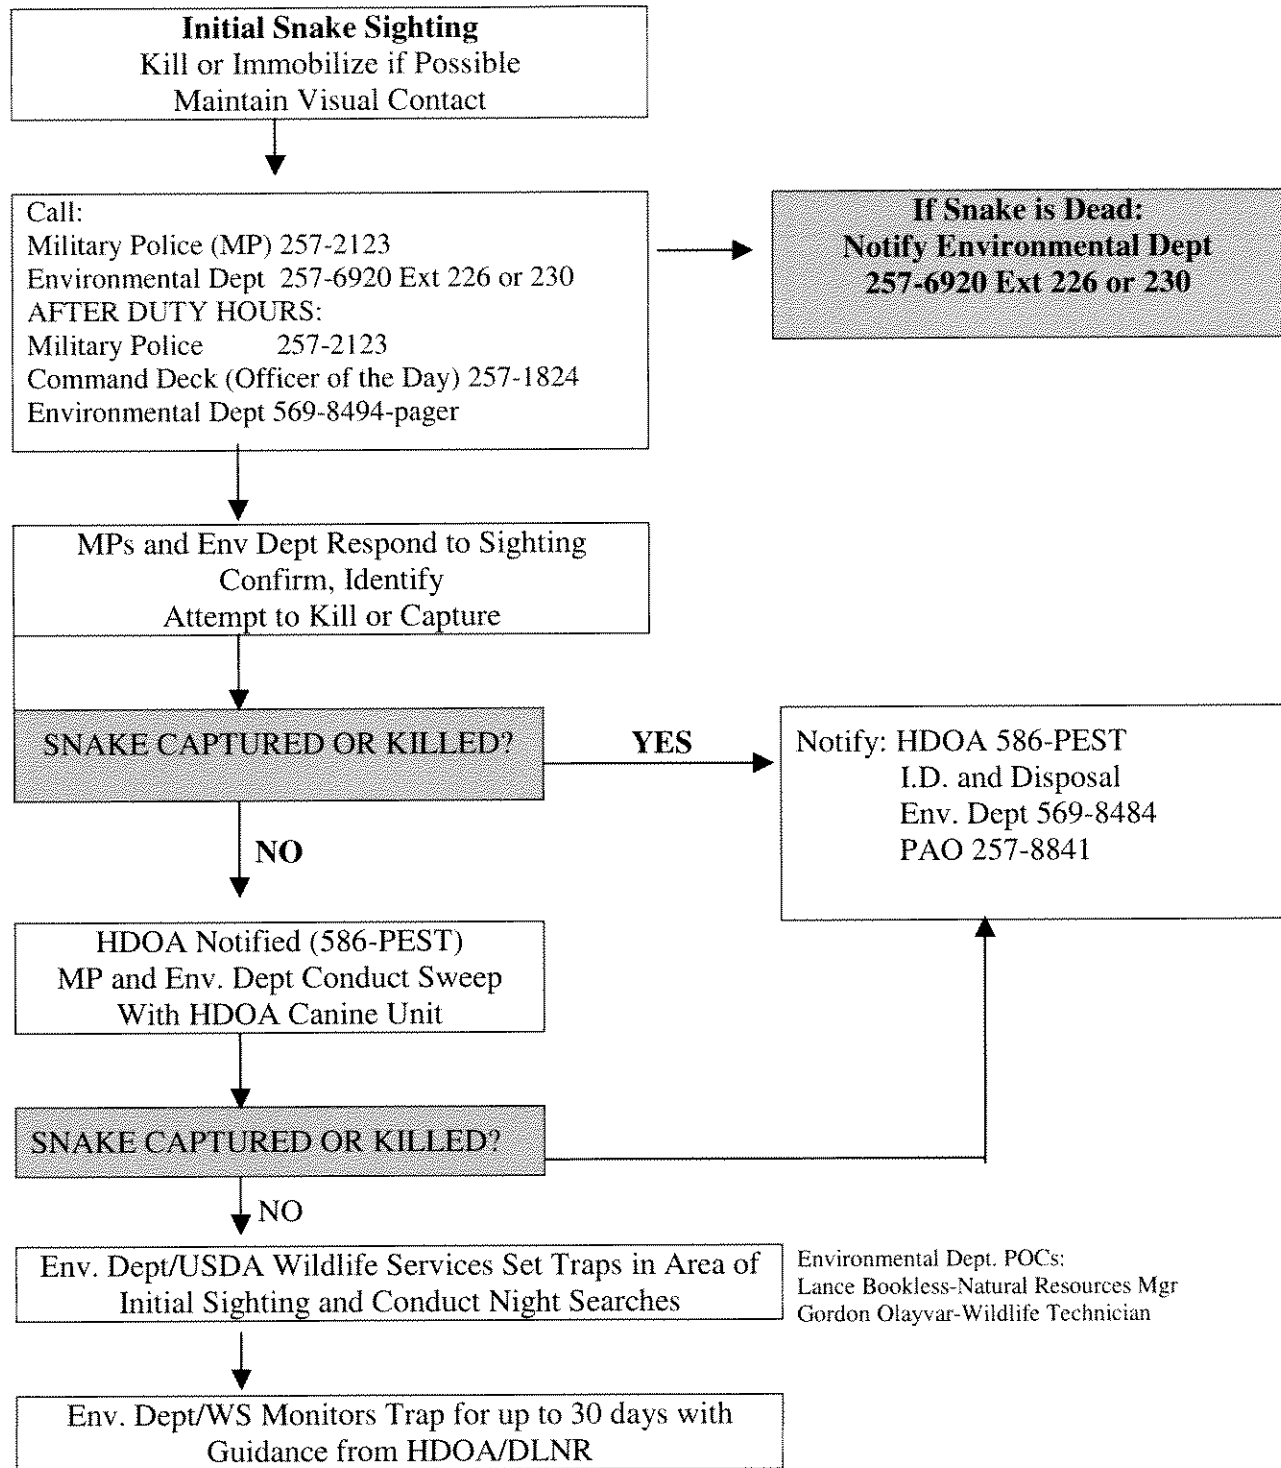 Initial Snake Sighting
Kill or Immobilize if Possible
Maintain Visual Contact
Call:
Military Police (MP) 257-2123
Environmental Dept 257-6920 Ext 226 or 230
AFTER DUTY HOURS:
Military Police 257-2123
Command Deck (Officer of the Day) 257-1824
Environmental Dept 569-8494-pager
If Snake is Dead:
Notify Environmental Dept
257-6920 Ext 226 or 230
MPs and Env Dept Respond to Sighting
Confirm, Identify
Attempt to Kill or Capture
SNAKE CAPTURED OR KILLED?
YES
Notify: HDOA 586-PEST
I.D. and Disposal
Env. Dept 569-8484
PAO 257-8841
NO
HDOA Notified (586-PEST)
MP and Env. Dept Conduct Sweep
With HDOA Canine Unit
SNAKE CAPTURED OR KILLED?
NO
Env. Dept/USDA Wildlife Services Set Traps in Area of
Initial Sighting and Conduct Night Searches
Environmental Dept. POCs:
Lance Bookless-Natural Resources Mgr
Gordon Olayvar-Wildlife Technician
Env. Dept/WS Monitors Trap for up to 30 days with
Guidance from HDOA/DLNR